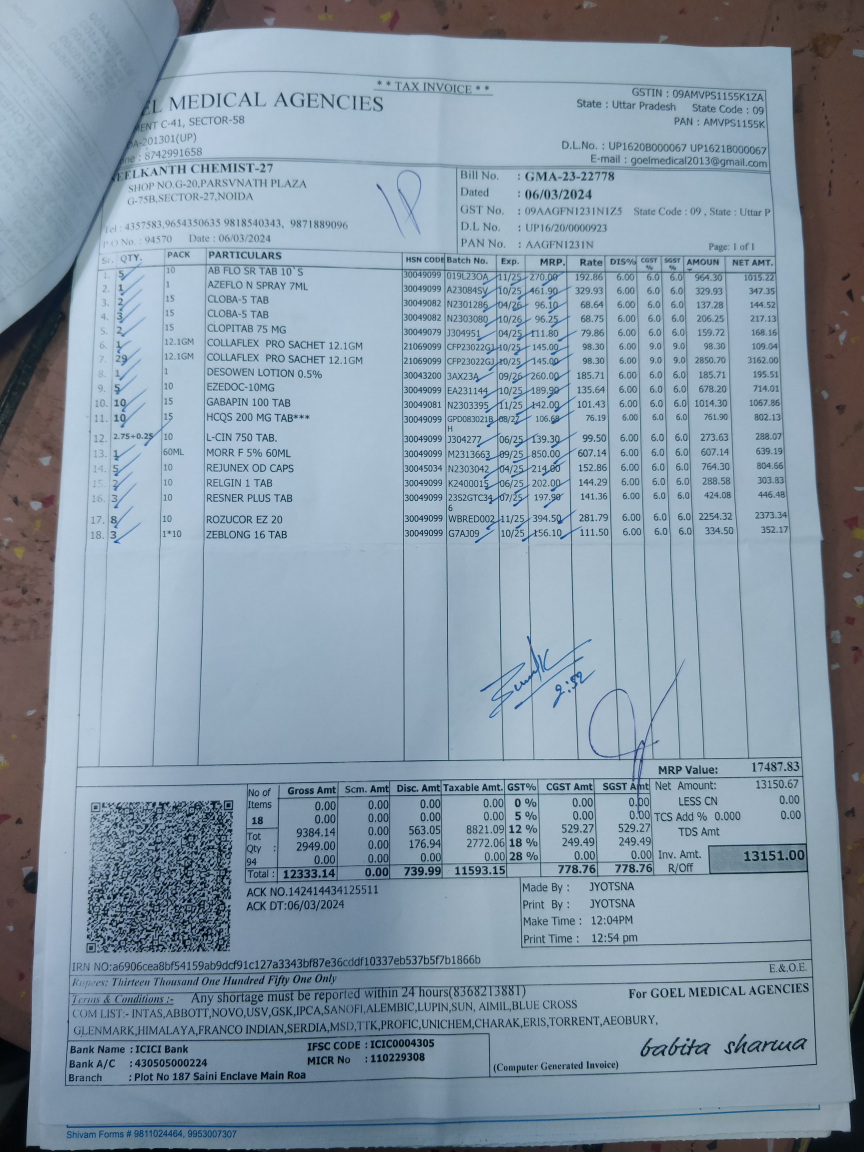 * * TAX INVOICE * *
GSTIN : 09AMVPS1155K1ZA
State : Uttar Pradesh State Code : 09
PAN : AMVPS1155K
D.L.No. : UP1620B000067 UP1621B000067
E-mail : goelmedical2013@gmail.com
EL MEDICAL AGENCIES
MENT C-41, SECTOR-58
DA-201301(UP)
: 8742991658
EELKANTH CHEMIST-27
SHOP NO.G-20,PARSVNATH PLAZA
G-75B,SECTOR-27,NOIDA
Tel : 4357583,9654350635 9818540343, 9871889096
P O No. : 94570 Date : 06/03/2024
Bill No. : GMA-23-22778
Dated : 06/03/2024
GST No. : 09AAGFN1231N1Z5 State Code : 09 , State : Uttar P
D.L No. : UP16/20/0000923
PAN No. : AAGFN1231N
Page: 1 of 1
Sr. QTY. PACK PARTICULARS HSN CODE Batch No. Exp. MRP. Rate DIS% CGST % SGST % AMOUN NET AMT.
1. 5 10 AB FLO SR TAB 10`S 30049099 019L23OA 11/25 270.00 192.86 6.00 6.0 6.0 964.30 1015.22
2. 1 1 AZEFLO N SPRAY 7ML 30049099 A23084SV 10/25 461.90 329.93 6.00 6.0 6.0 329.93 347.35
3. 2 15 CLOBA-5 TAB 30049082 N2301286 04/26 96.10 68.64 6.00 6.0 6.0 137.28 144.52
4. 3 15 CLOBA-5 TAB 30049082 N2303080 10/26 96.25 68.75 6.00 6.0 6.0 206.25 217.13
5. 2 15 CLOPITAB 75 MG 30049079 J304951 04/25 111.80 79.86 6.00 6.0 6.0 159.72 168.16
6. 1 12.1GM COLLAFLEX PRO SACHET 12.1GM 21069099 CFP23022GJ 10/25 145.00 98.30 6.00 9.0 9.0 98.30 109.04
7. 29 12.1GM COLLAFLEX PRO SACHET 12.1GM 21069099 CFP23022GJ 10/25 145.00 98.30 6.00 9.0 9.0 2850.70 3162.00
8. 1 1 DESOWEN LOTION 0.5% 30043200 3AX23A 09/26 260.00 185.71 6.00 6.0 6.0 185.71 195.51
9. 5 10 EZEDOC-10MG 30049099 EA231144 10/25 189.90 135.64 6.00 6.0 6.0 678.20 714.01
10. 10 15 GABAPIN 100 TAB 30049081 N2303395 11/25 142.00 101.43 6.00 6.0 6.0 1014.30 1067.86
11. 10 15 HCQS 200 MG TAB*** 30049099 GPD083021B 08/27 106.68 76.19 6.00 6.0 6.0 761.90 802.13
H
12. 2.75+0.25 10 L-CIN 750 TAB. 30049099 J304277 06/25 139.30 99.50 6.00 6.0 6.0 273.63 288.07
13. 1 60ML MORR F 5% 60ML 30049099 M2313663 09/25 850.00 607.14 6.00 6.0 6.0 607.14 639.19
14. 5 10 REJUNEX OD CAPS 30045034 N2303042 04/25 214.00 152.86 6.00 6.0 6.0 764.30 804.66
15. 2 10 RELGIN 1 TAB 30049099 K2400015 06/25 202.00 144.29 6.00 6.0 6.0 288.58 303.83
16. 3 10 RESNER PLUS TAB 30049099 23S2GTC34 07/25 197.90 141.36 6.00 6.0 6.0 424.08 446.48
6
17. 8 10 ROZUCOR EZ 20 30049099 WBRED002 11/25 394.50 281.79 6.00 6.0 6.0 2254.32 2373.34
18. 3 1*10 ZEBLONG 16 TAB 30049099 G7AJ09 10/25 156.10 111.50 6.00 6.0 6.0 334.50 352.17
2:52
MRP Value: 17487.83
No of Items 18 Tot Qty : 94
Gross Amt Scm. Amt Disc. Amt Taxable Amt. GST% CGST Amt SGST Amt
0.00 0.00 0.00 0.00 0 % 0.00 0.00
0.00 0.00 0.00 0.00 5 % 0.00 0.00
9384.14 0.00 563.05 8821.09 12 % 529.27 529.27
2949.00 0.00 176.94 2772.06 18 % 249.49 249.49
0.00 0.00 0.00 0.00 28 % 0.00 0.00
Total : 12333.14 0.00 739.99 11593.15 778.76 778.76
Net Amount: 13150.67
LESS CN 0.00
TCS Add % 0.000 0.00
TDS Amt
Inv. Amt. 13151.00
R/Off
ACK NO.142414434125511
ACK DT:06/03/2024
Made By : JYOTSNA
Print By : JYOTSNA
Make Time : 12:04PM
Print Time : 12:54 pm
IRN NO:a6906cea8bf54159ab9dcf91c127a3343bf87e36cddf10337eb537b5f7b1866b
E.&.O.E.
Rupees: Thirteen Thousand One Hundred Fifty One Only
Terms & Conditions :- Any shortage must be reported within 24 hours(8368213881)
For GOEL MEDICAL AGENCIES
COM LIST:- INTAS,ABBOTT,NOVO,USV,GSK,IPCA,SANOFI,ALEMBIC,LUPIN,SUN, AIMIL,BLUE CROSS
GLENMARK,HIMALAYA,FRANCO INDIAN,SERDIA,MSD,TTK,PROFIC,UNICHEM,CHARAK,ERIS,TORRENT,AEOBURY,
Bank Name : ICICI Bank IFSC CODE : ICIC0004305
Bank A/C : 430505000224 MICR No : 110229308
Branch : Plot No 187 Saini Enclave Main Roa
(Computer Generated Invoice)
babita sharma
Shivam Forms # 9811024464, 9953007307